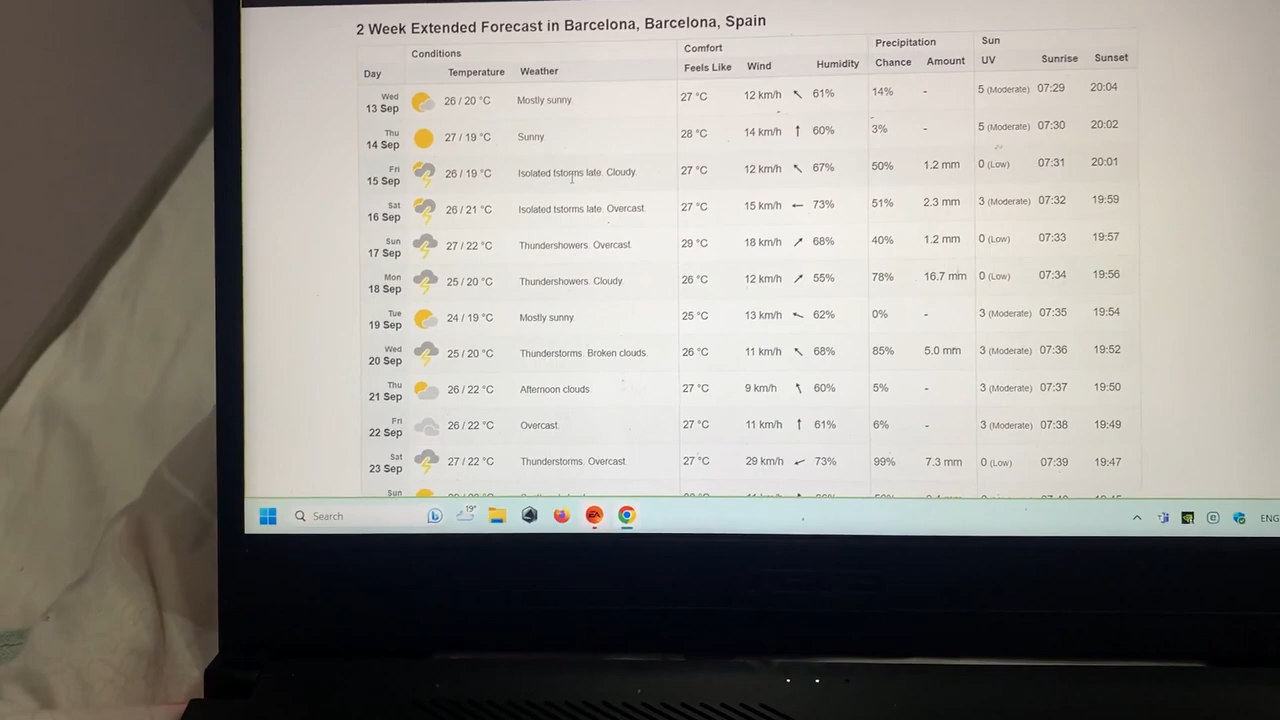 2 Week Extended Forecast in Barcelona, Barcelona, Spain
Conditions Comfort Precipitation Sun
Day Temperature Weather Feels Like Wind Humidity Chance Amount UV Sunrise Sunset
Wed
13 Sep 26 / 20 °C Mostly sunny. 27 °C 12 km/h 61% 14% - 5 (Moderate) 07:29 20:04
Thu
14 Sep 27 / 19 °C Sunny. 28 °C 14 km/h 60% 3% - 5 (Moderate) 07:30 20:02
Fri
15 Sep 26 / 19 °C Isolated tstorms late. Cloudy. 27 °C 12 km/h 67% 50% 1.2 mm 0 (Low) 07:31 20:01
Sat
16 Sep 26 / 21 °C Isolated tstorms late. Overcast. 27 °C 15 km/h 73% 51% 2.3 mm 3 (Moderate) 07:32 19:59
Sun
17 Sep 27 / 22 °C Thundershowers. Overcast. 29 °C 18 km/h 68% 40% 1.2 mm 0 (Low) 07:33 19:57
Mon
18 Sep 25 / 20 °C Thundershowers. Cloudy. 26 °C 12 km/h 55% 78% 16.7 mm 0 (Low) 07:34 19:56
Tue
19 Sep 24 / 19 °C Mostly sunny. 25 °C 13 km/h 62% 0% - 3 (Moderate) 07:35 19:54
Wed
20 Sep 25 / 20 °C Thunderstorms. Broken clouds. 26 °C 11 km/h 68% 85% 5.0 mm 3 (Moderate) 07:36 19:52
Thu
21 Sep 26 / 22 °C Afternoon clouds. 27 °C 9 km/h 60% 5% - 3 (Moderate) 07:37 19:50
Fri
22 Sep 26 / 22 °C Overcast. 27 °C 11 km/h 61% 6% - 3 (Moderate) 07:38 19:49
Sat
23 Sep 27 / 22 °C Thunderstorms. Overcast. 27 °C 29 km/h 73% 99% 7.3 mm 0 (Low) 07:39 19:47
Sun
Search 19° EA ENG